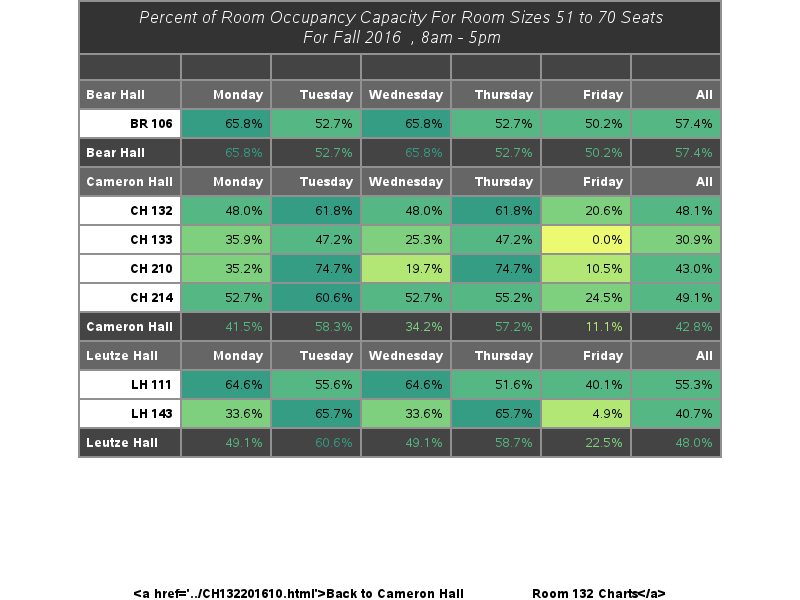 Percent of Room Occupancy Capacity For Room Sizes 51 to 70 Seats
For Fall 2016 , 8am - 5pm
Bear Hall Monday Tuesday Wednesday Thursday Friday All
BR 106 65.8% 52.7% 65.8% 52.7% 50.2% 57.4%
Bear Hall 65.8% 52.7% 65.8% 52.7% 50.2% 57.4%
Cameron Hall Monday Tuesday Wednesday Thursday Friday All
CH 132 48.0% 61.8% 48.0% 61.8% 20.6% 48.1%
CH 133 35.9% 47.2% 25.3% 47.2% 0.0% 30.9%
CH 210 35.2% 74.7% 19.7% 74.7% 10.5% 43.0%
CH 214 52.7% 60.6% 52.7% 55.2% 24.5% 49.1%
Cameron Hall 41.5% 58.3% 34.2% 57.2% 11.1% 42.8%
Leutze Hall Monday Tuesday Wednesday Thursday Friday All
LH 111 64.6% 55.6% 64.6% 51.6% 40.1% 55.3%
LH 143 33.6% 65.7% 33.6% 65.7% 4.9% 40.7%
Leutze Hall 49.1% 60.6% 49.1% 58.7% 22.5% 48.0%
<a href='../CH132201610.html'>Back to Cameron Hall Room 132 Charts</a>